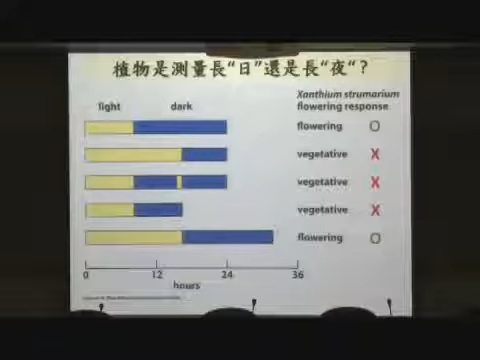 植物是測量長“日”還是長“夜“？
Xanthium strumarium
flowering response
light dark
flowering O
vegetative X
vegetative X
vegetative X
flowering O
0 12 24 36
hours